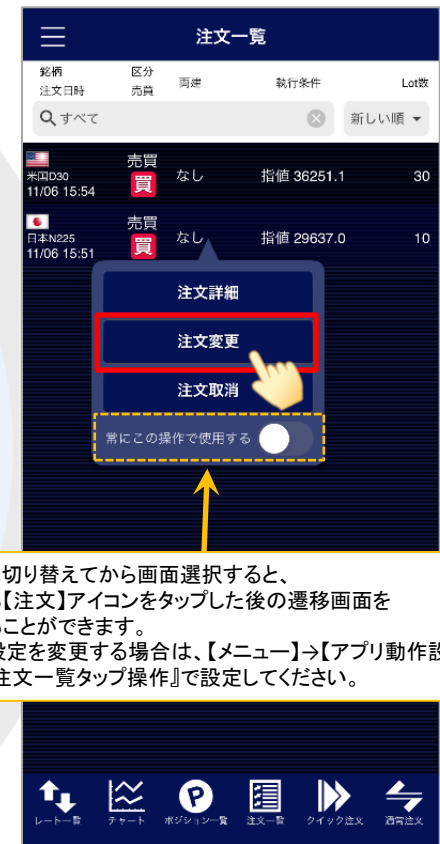 注文一覧
銘柄 区分 両建 執行条件 Lot数
注文日時 売買
すべて 新しい順
売買
米国D30 買 なし 指値 36251.1 30
11/06 15:54
売買
日本N225 買 なし 指値 29637.0 10
11/06 15:51
注文詳細
注文変更
注文取消
常にこの操作で使用する
切り替えてから画面選択すると、
【注文】アイコンをタップした後の遷移画面を
ことができます。
設定を変更する場合は、【メニュー】→【アプリ動作設
注文一覧タップ操作』で設定してください。
レート一覧 チャート ポジション一覧 注文一覧 クイック注文 通常注文